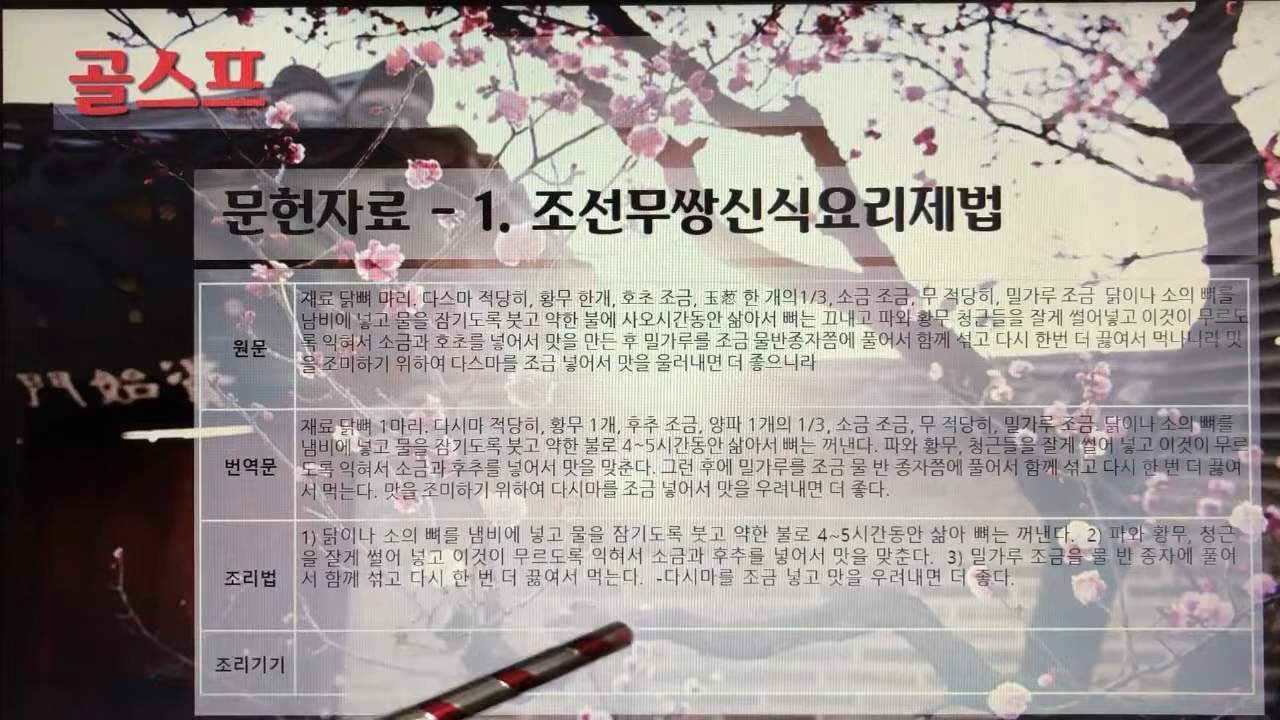 골스프
문헌자료 - 1. 조선무쌍신식요리제법
원문
재료 닭뼈 마리. 다스마 적당히, 황무 한개, 호초 조금, 玉葱 한 개의1/3, 소금 조금, 무 적당히, 밀가루 조금 닭이나 소의 뼈를
남비에 넣고 물을 잠기도록 붓고 약한 불에 사오시간동안 삶아서 뼈는 끄내고 파와 황무 청근들을 잘게 썰어넣고 이것이 무르도
록 익혀서 소금과 호초를 넣어서 맛을 만든 후 밀가루를 조금 물반종자쯤에 풀어서 함께 섞고 다시 한번 더 끓여서 먹나니라 맛
을 조미하기 위하여 다스마를 조금 넣어서 맛을 울러내면 더 좋으니라
번역문
재료 닭뼈 1마리. 다시마 적당히, 황무 1개, 후추 조금, 양파 1개의 1/3, 소금 조금, 무 적당히, 밀가루 조금. 닭이나 소의 뼈를
냄비에 넣고 물을 잠기도록 붓고 약한 불로 4~5시간동안 삶아서 뼈는 꺼낸다. 파와 황무, 청근들을 잘게 썰어 넣고 이것이 무르
도록 익혀서 소금과 후추를 넣어서 맛을 맞춘다. 그런 후에 밀가루를 조금 물 반 종자쯤에 풀어서 함께 섞고 다시 한 번 더 끓여
서 먹는다. 맛을 조미하기 위하여 다시마를 조금 넣어서 맛을 우려내면 더 좋다.
조리법
1) 닭이나 소의 뼈를 냄비에 넣고 물을 잠기도록 붓고 약한 불로 4~5시간동안 삶아 뼈는 꺼낸다. 2) 파와 황무, 청근
을 잘게 썰어 넣고 이것이 무르도록 익혀서 소금과 후추를 넣어서 맛을 맞춘다. 3) 밀가루 조금을 물 반 종자에 풀어
서 함께 섞고 다시 한 번 더 끓여서 먹는다. -다시마를 조금 넣고 맛을 우려내면 더 좋다.
조리기기